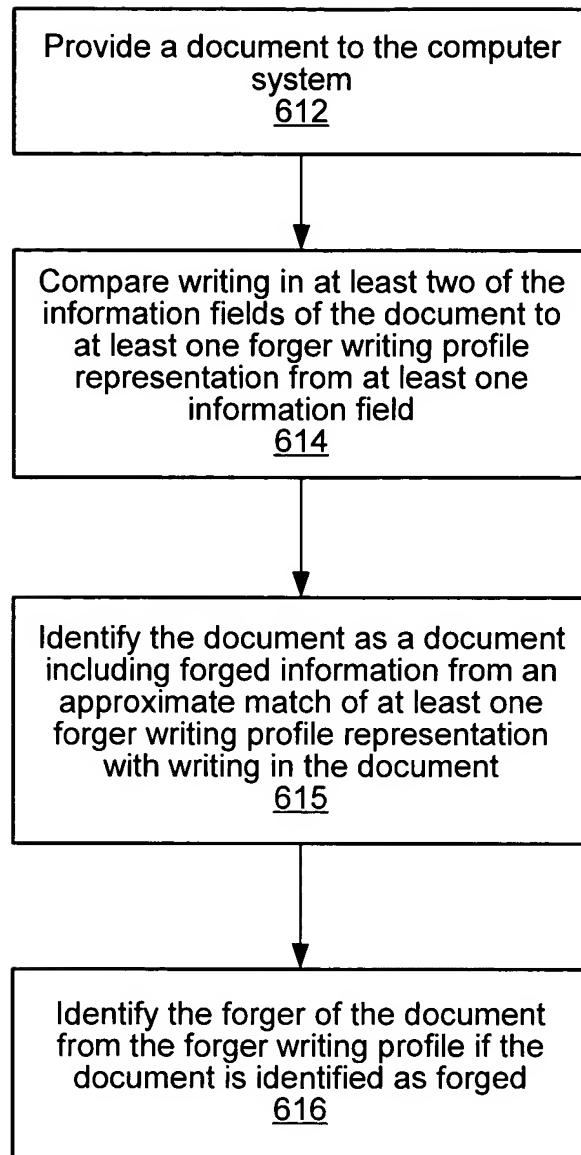 Provide a document to the computer
system
612
Compare writing in at least two of the
information fields of the document to
at least one forger writing profile
representation from at least one
information field
614
Identify the document as a document
including forged information from an
approximate match of at least one
forger writing profile representation
with writing in the document
615
Identify the forger of the document
from the forger writing profile if the
document is identified as forged
616